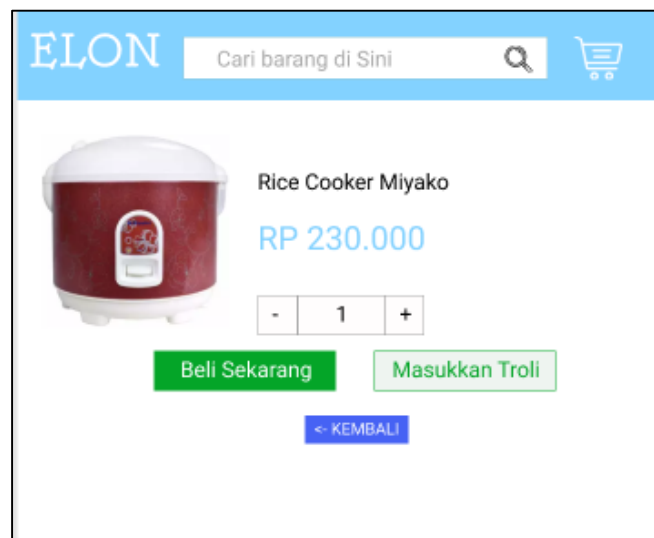 ELON
Cari barang di Sini
Rice Cooker Miyako
RP 230.000
- 1 +
Beli Sekarang
Masukkan Troli
<- KEMBALI